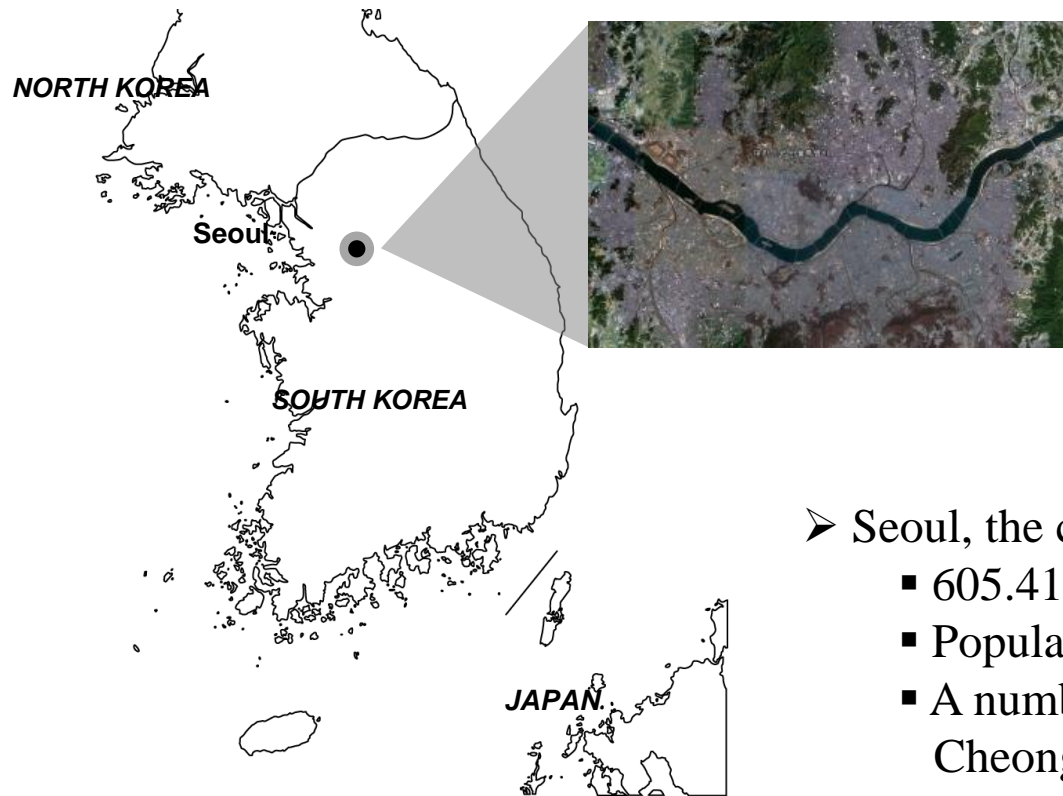 NORTH KOREA
Seoul
SOUTH KOREA
JAPAN
➢ Seoul, the
▪ 605.41
▪ Popula
▪ A numb
Cheong